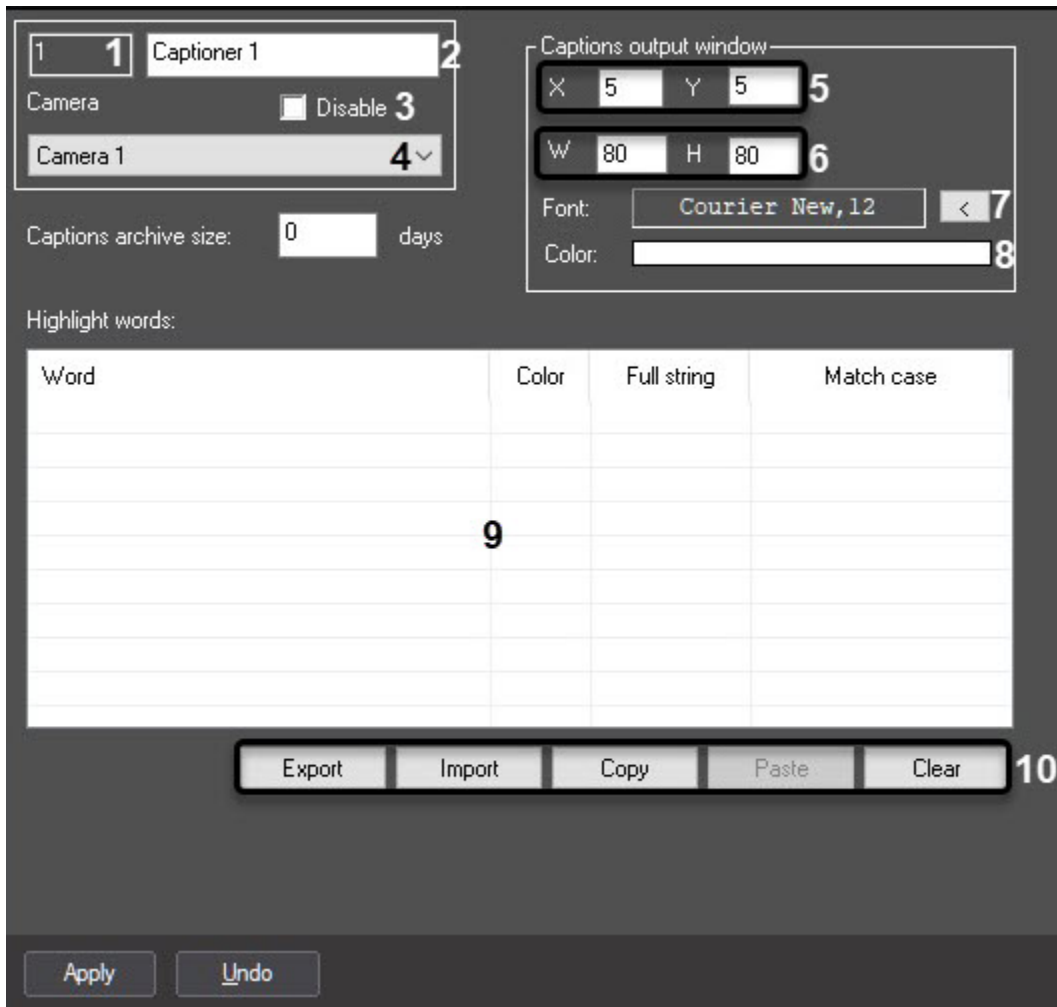 1 1 Captioner 1 2
Camera Disable 3
Camera 1 4
Captions archive size: 0 days
Captions output window
X 5 Y 5 5
W 80 H 80 6
Font: Courier New,12 < 7
Color: 8
Highlight words:
Word Color Full string Match case
9
Export Import Copy Paste Clear 10
Apply Undo